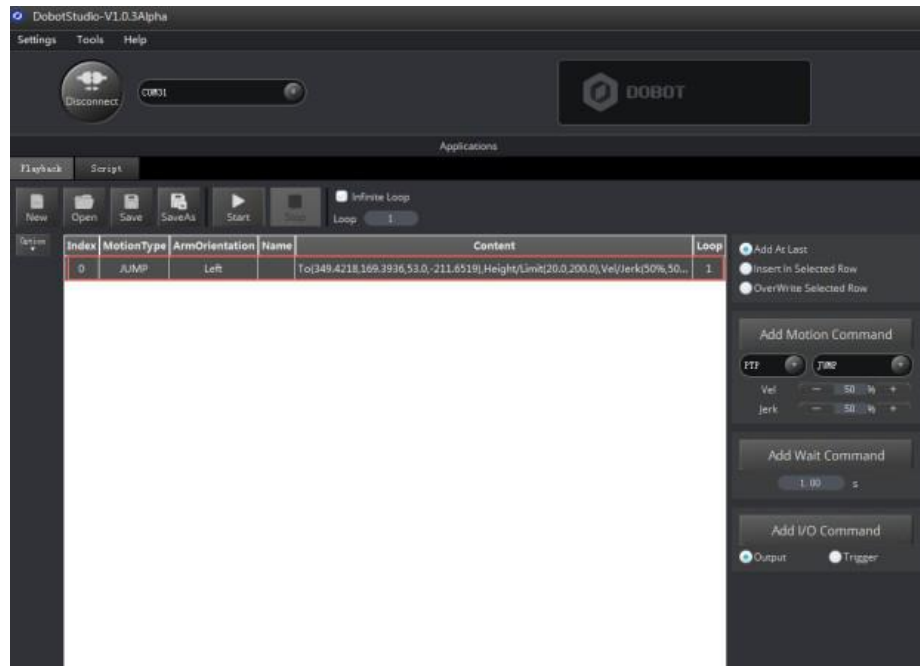 DobotStudio-V1.0.3Alpha
Settings Tools Help
Disconnect COM31 DOBOT
Applications
Playback Script
New Open Save SaveAs Start Stop Infinite Loop
Loop 1
Option Index MotionType ArmOrientation Name Content Loop
0 JUMP Left To(349.4218,169.3936,53.0,-211.6519),Height/Limit(20.0,200.0),Vel/Jerk(50%,50... 1
Add At Last
Insert in Selected Row
OverWrite Selected Row
Add Motion Command
PTP JUMP
Vel — 50 % +
Jerk — 50 % +
Add Wait Command
1.00 s
Add I/O Command
Output Trigger